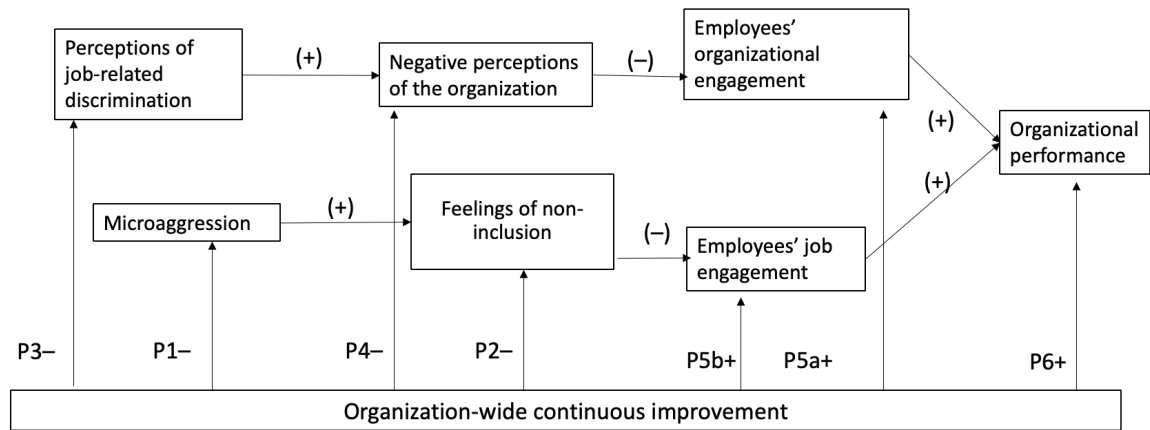 Perceptions of
job-related
discrimination
(+)
Negative perceptions
of the organization
(–)
Employees’
organizational
engagement
(+)
Organizational
performance
Microaggression
(+)
Feelings of non-
inclusion
(–)
Employees’ job
engagement
(+)
P3–
P1–
P4–
P2–
P5b+
P5a+
P6+
Organization-wide continuous improvement